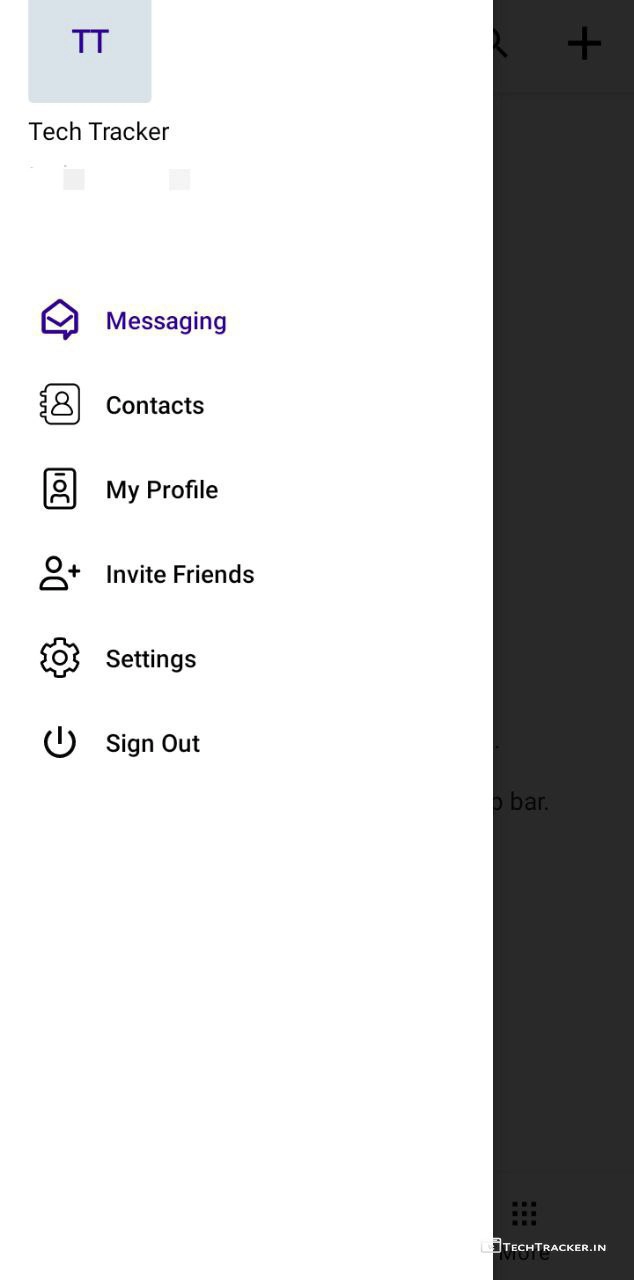 TT
Tech Tracker
Messaging
Contacts
My Profile
Invite Friends
Settings
Sign Out
bar.
More
TECHTRACKER.IN